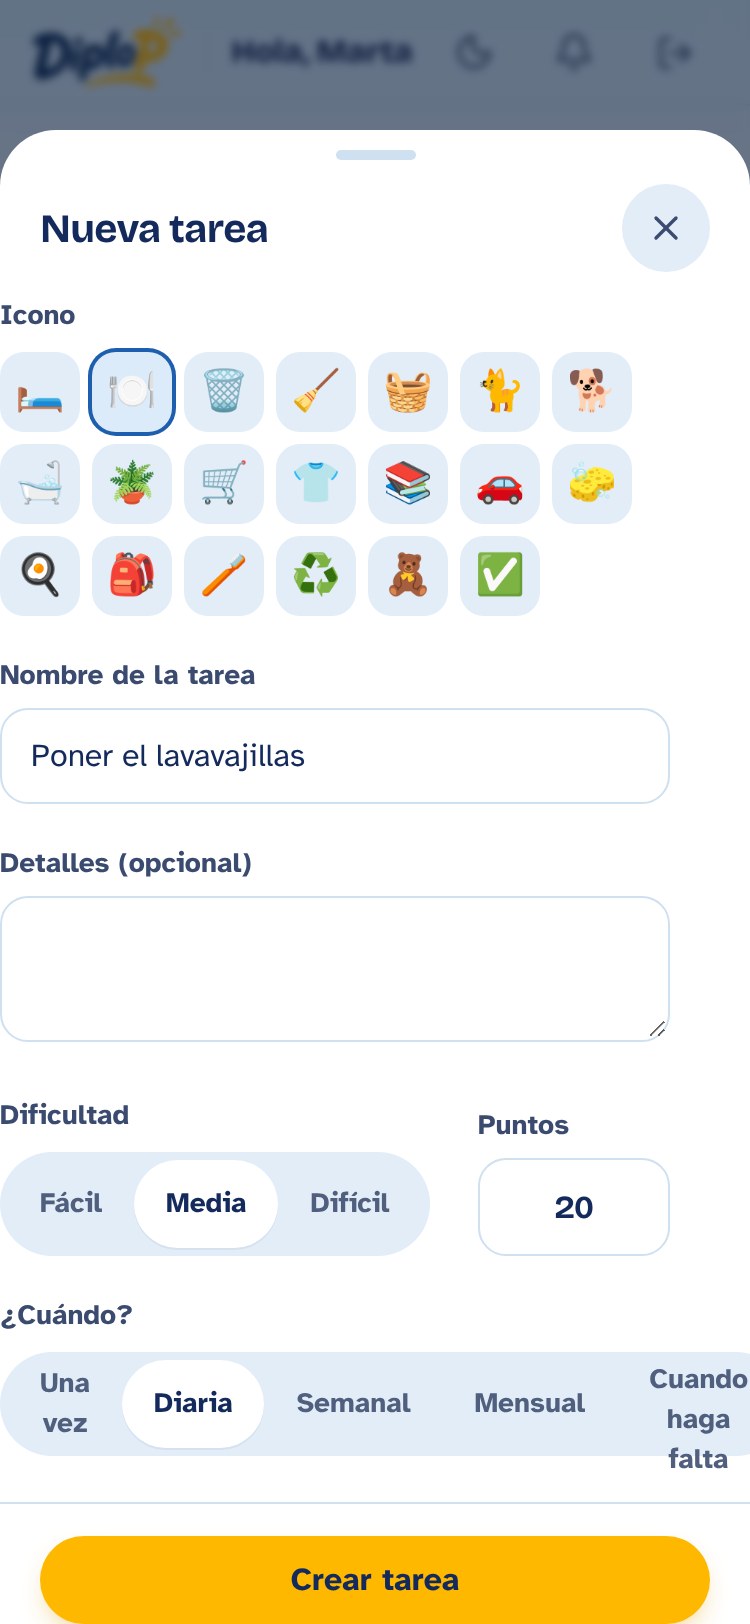 DiploP
Hola, Marta
Nueva tarea
Icono
Nombre de la tarea
Poner el lavavajillas
Detalles (opcional)
Dificultad
Puntos
Fácil
Media
Difícil
20
¿Cuándo?
Una
vez
Diaria
Semanal
Mensual
Cuando
haga
falta
Crear tarea